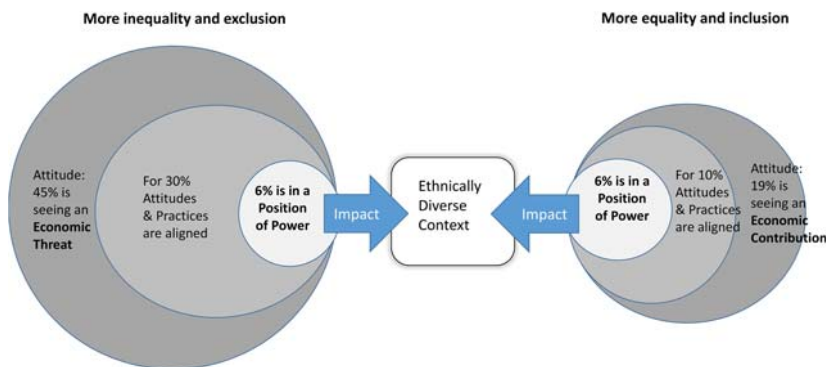 More inequality and exclusion
More equality and inclusion
Attitude:
45% is
seeing an
Economic
Threat
For 30%
Attitudes
& Practices
are aligned
6% is in a
Position
of Power
Impact
Ethnically
Diverse
Context
Impact
6% is in a
Position
of Power
For 10%
Attitudes
& Practices
are aligned
Attitude:
19% is
seeing an
Economic
Contribution